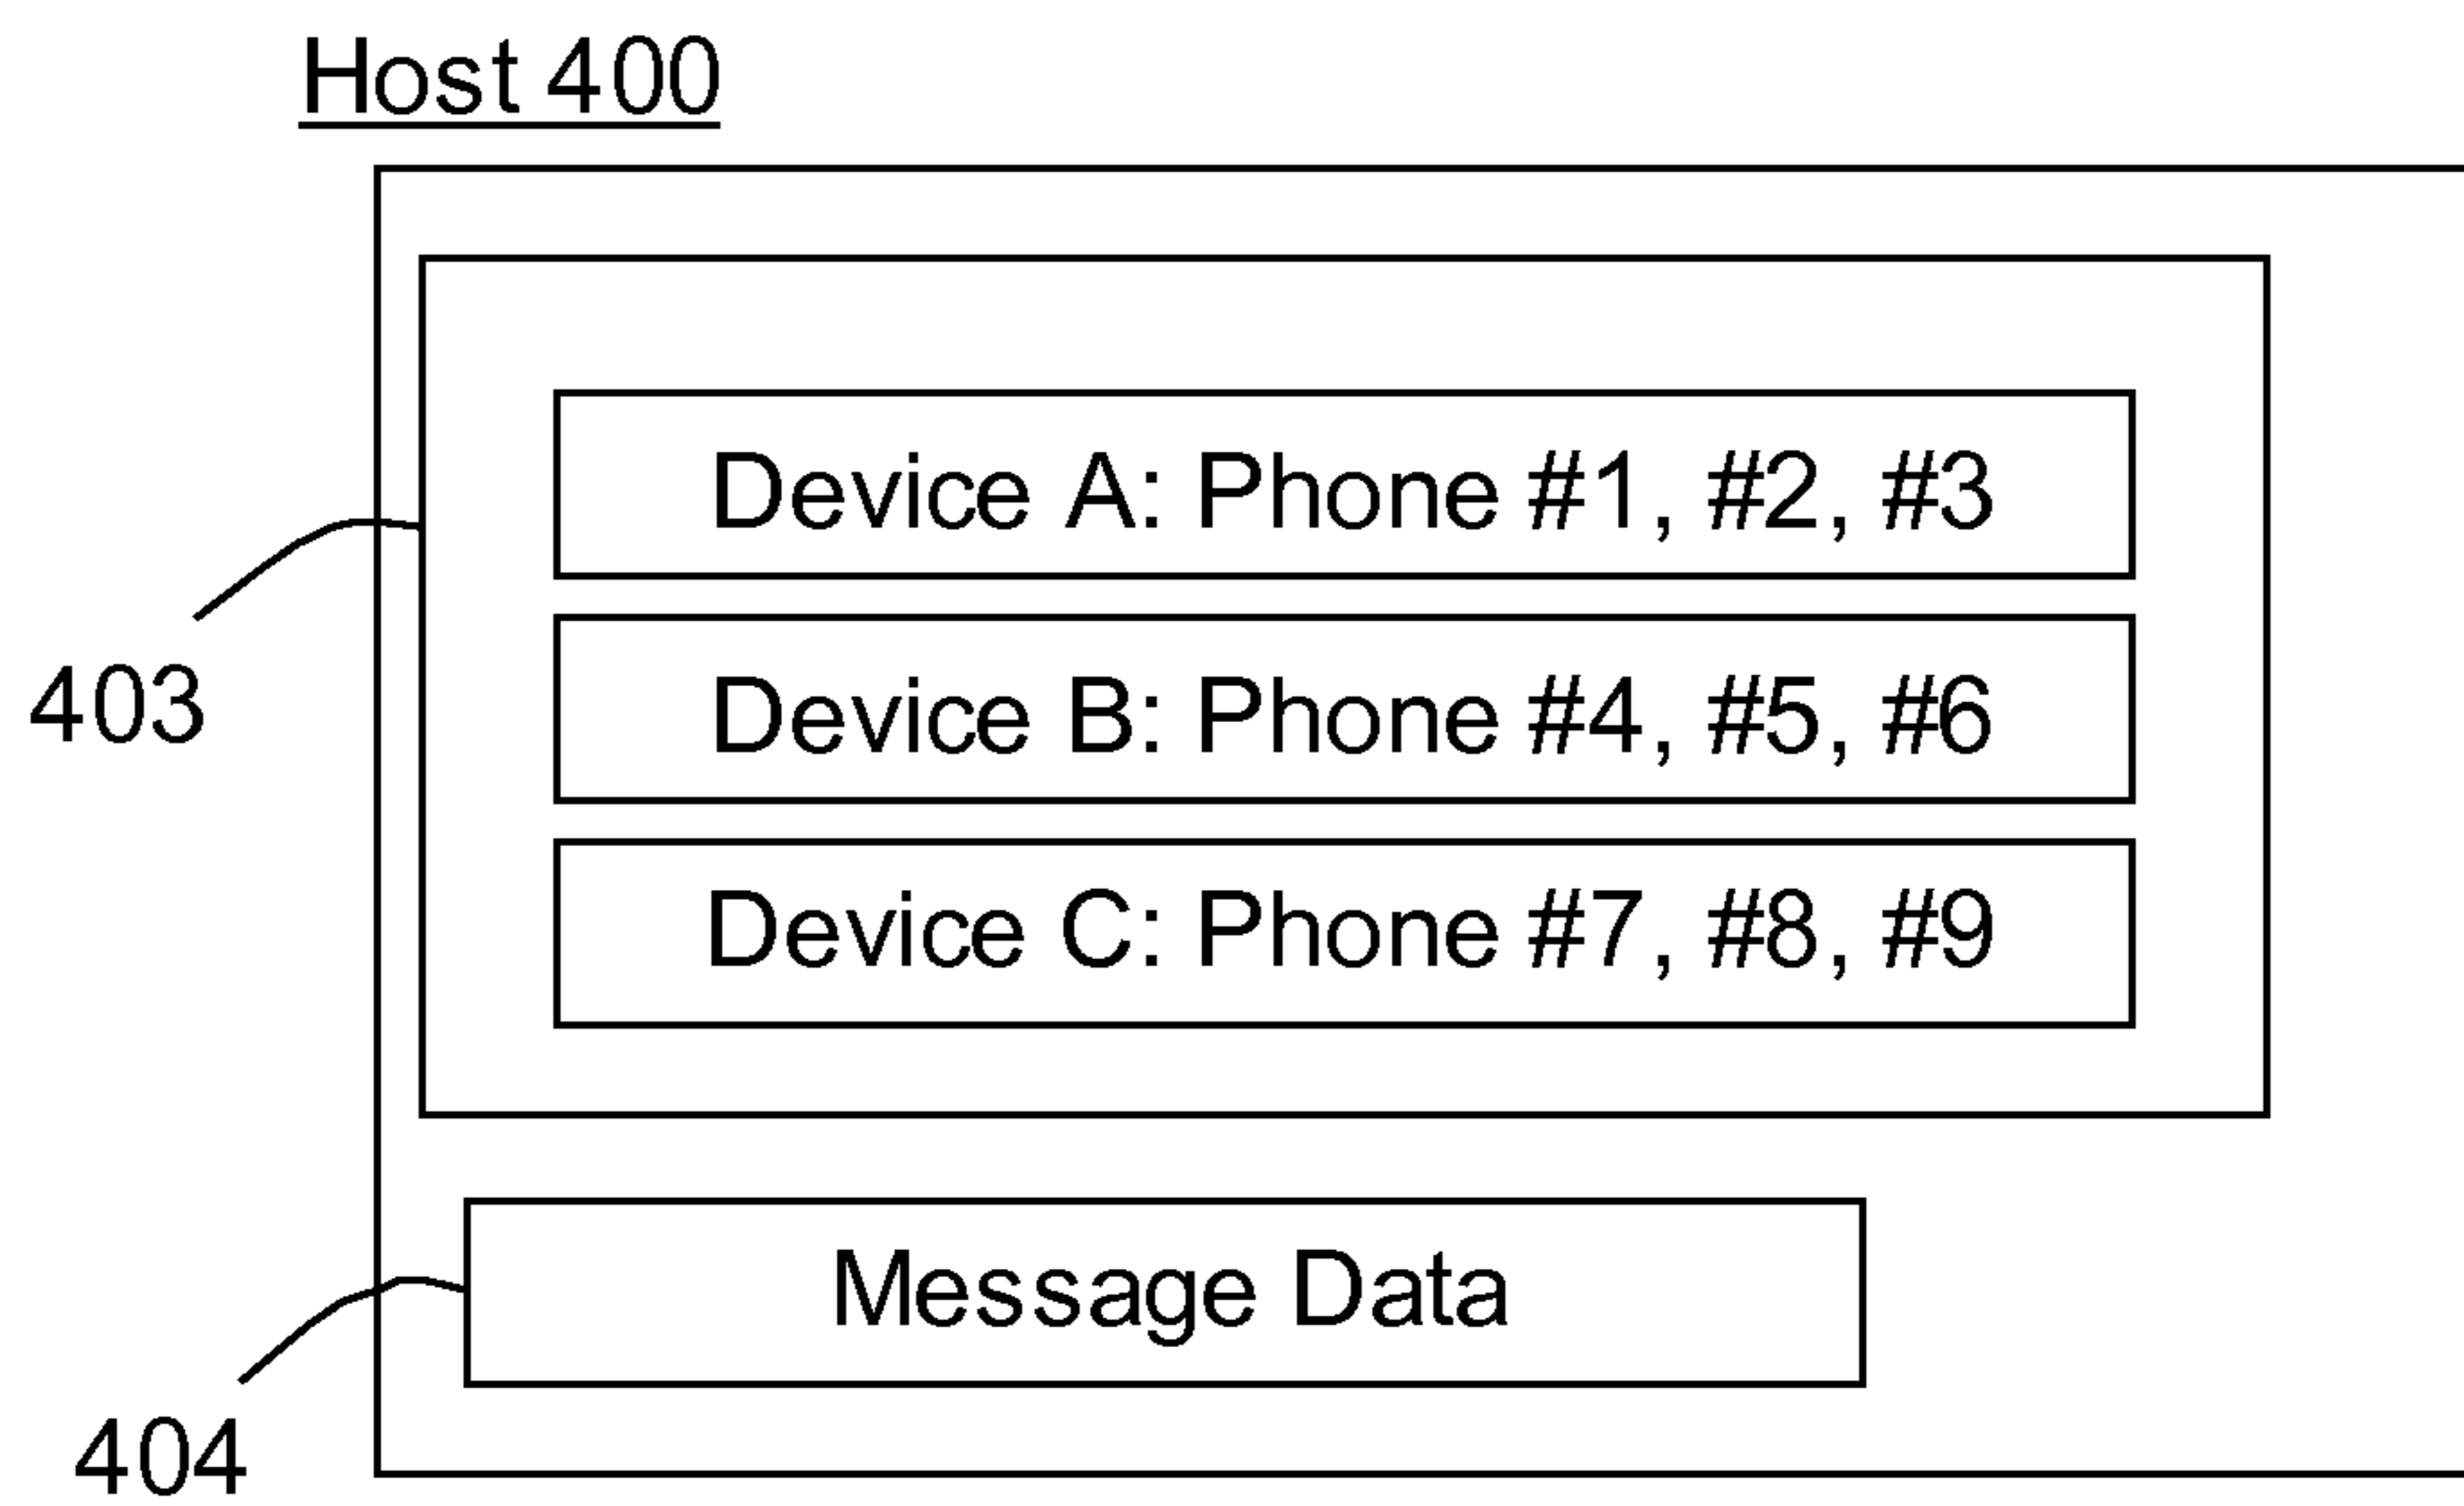 Host 400
Device A: Phone #1, #2, #3
403
Device B: Phone #4, #5, #6
Device C: Phone #7, #8, #9
Message Data
404